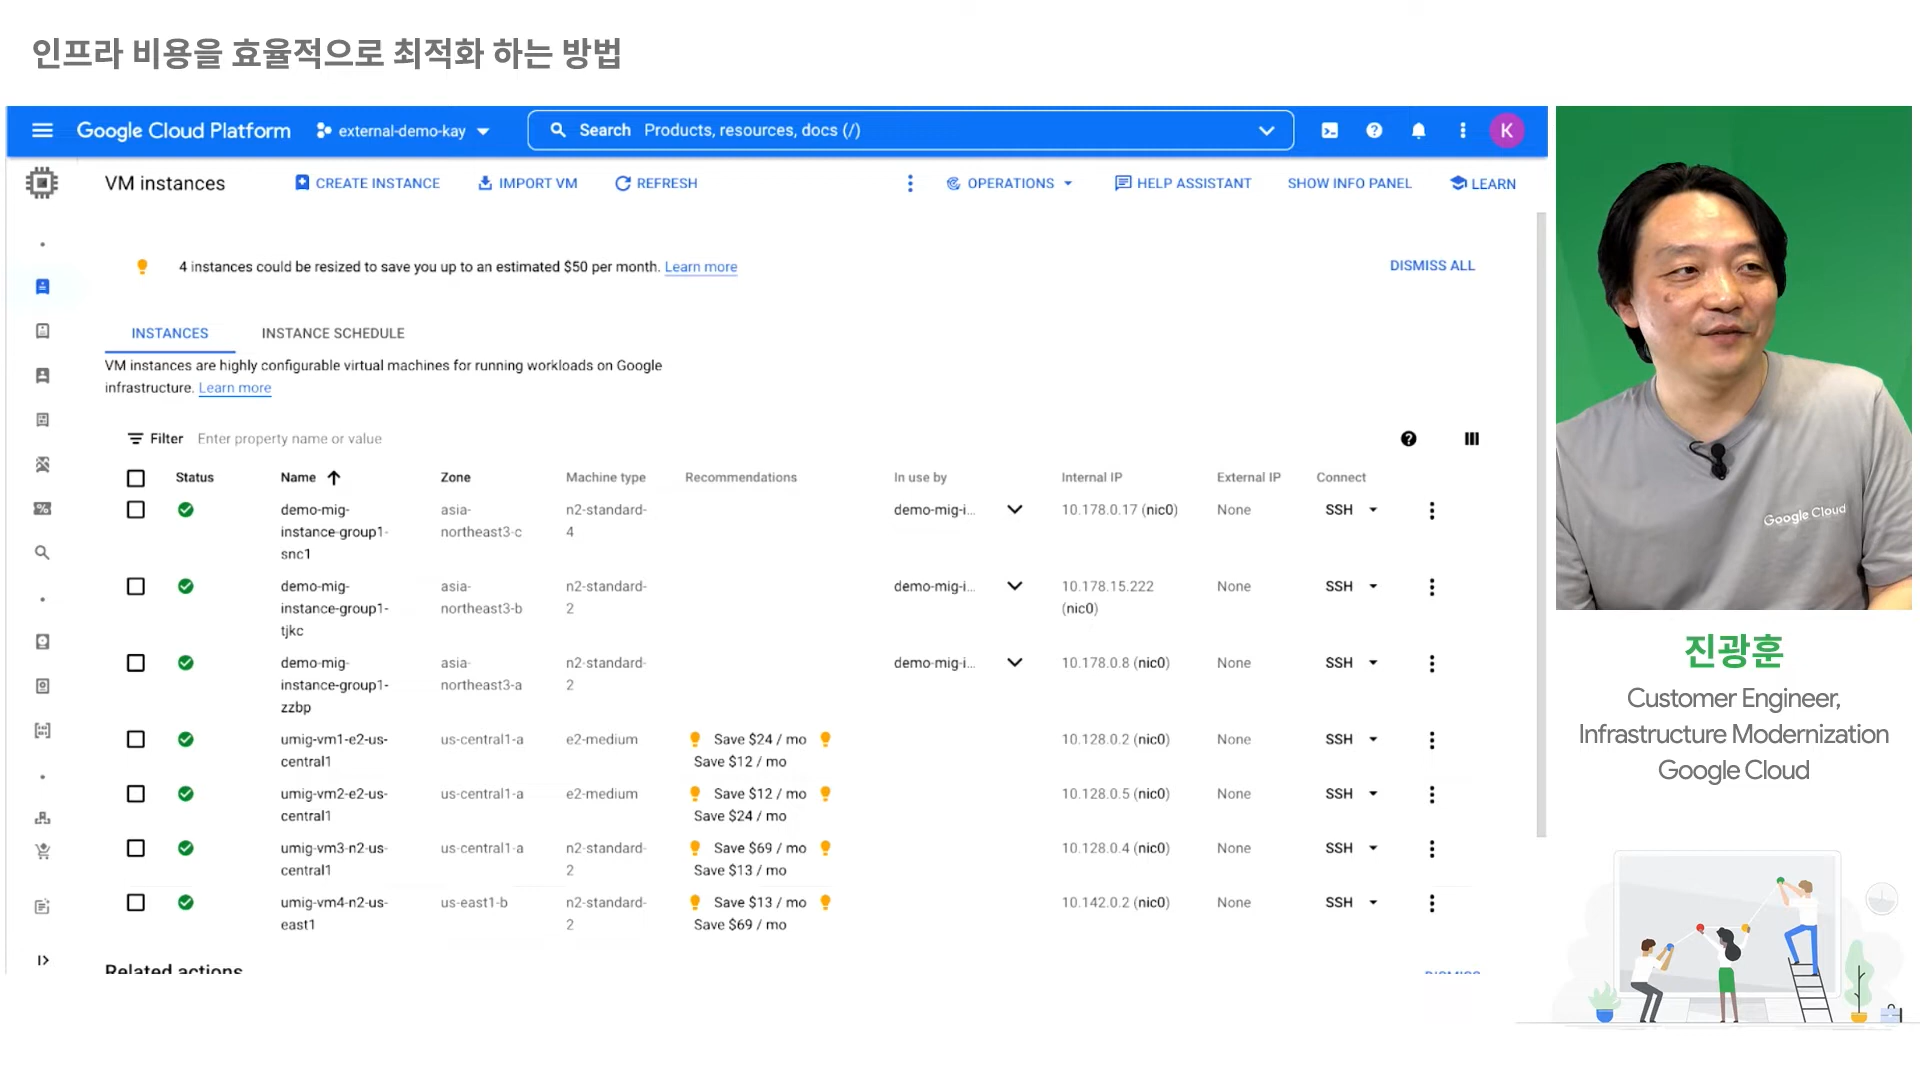 인프라 비용을 효율적으로 최적화 하는 방법
Google Cloud Platform
external-demo-kay
Search Products, resources, docs (/)
K
VM instances
CREATE INSTANCE
IMPORT VM
REFRESH
OPERATIONS
HELP ASSISTANT
SHOW INFO PANEL
LEARN
4 instances could be resized to save you up to an estimated $50 per month. Learn more
DISMISS ALL
INSTANCES
INSTANCE SCHEDULE
VM instances are highly configurable virtual machines for running workloads on Google
infrastructure. Learn more
Filter Enter property name or value
Status Name Zone Machine type Recommendations In use by Internal IP External IP Connect
demo-mig- asia- n2-standard- demo-mig-i... 10.178.0.17 (nic0) None SSH
instance-group1- northeast3-c 4
snc1
demo-mig- asia- n2-standard- demo-mig-i... 10.178.15.222 None SSH
instance-group1- northeast3-b 2 (nic0)
tjkc
demo-mig- asia- n2-standard- demo-mig-i... 10.178.0.8 (nic0) None SSH
instance-group1- northeast3-a 2
zzbp
umig-vm1-e2-us- us-central1-a e2-medium Save $24 / mo 10.128.0.2 (nic0) None SSH
central1 Save $12 / mo
umig-vm2-e2-us- us-central1-a e2-medium Save $12 / mo 10.128.0.5 (nic0) None SSH
central1 Save $24 / mo
umig-vm3-n2-us- us-central1-a n2-standard- Save $69 / mo 10.128.0.4 (nic0) None SSH
central1 2 Save $13 / mo
umig-vm4-n2-us- us-east1-b n2-standard- Save $13 / mo 10.142.0.2 (nic0) None SSH
east1 2 Save $69 / mo
Related actions
DISMISS
Google Cloud
진광훈
Customer Engineer,
Infrastructure Modernization
Google Cloud